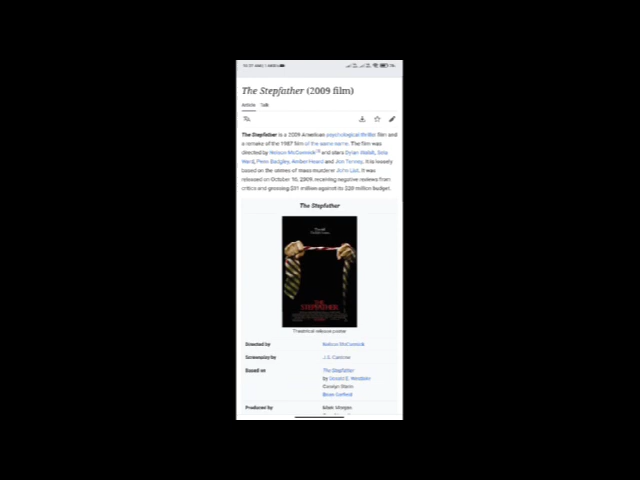 The Stepfather (2009 film)
Article Talk
The Stepfather is a 2009 American psychological thriller film and
a remake of the 1987 film of the same name. The film was
directed by Nelson McCormick and stars Dylan Walsh, Sela
Ward, Penn Badgley, Amber Heard and Jon Tenney. It is loosely
based on the crimes of mass murderer John List. It was
released on October 16, 2009, receiving negative reviews from
critics and grossing $31 million against its $20 million budget.
The Stepfather
THE
STEPFATHER
Theatrical release poster
Directed by Nelson McCormick
Screenplay by J.S. Cardone
Based on The Stepfather
by Donald E. Westlake
Carolyn Starin
Brian Garfield
Produced by Mark Morgan